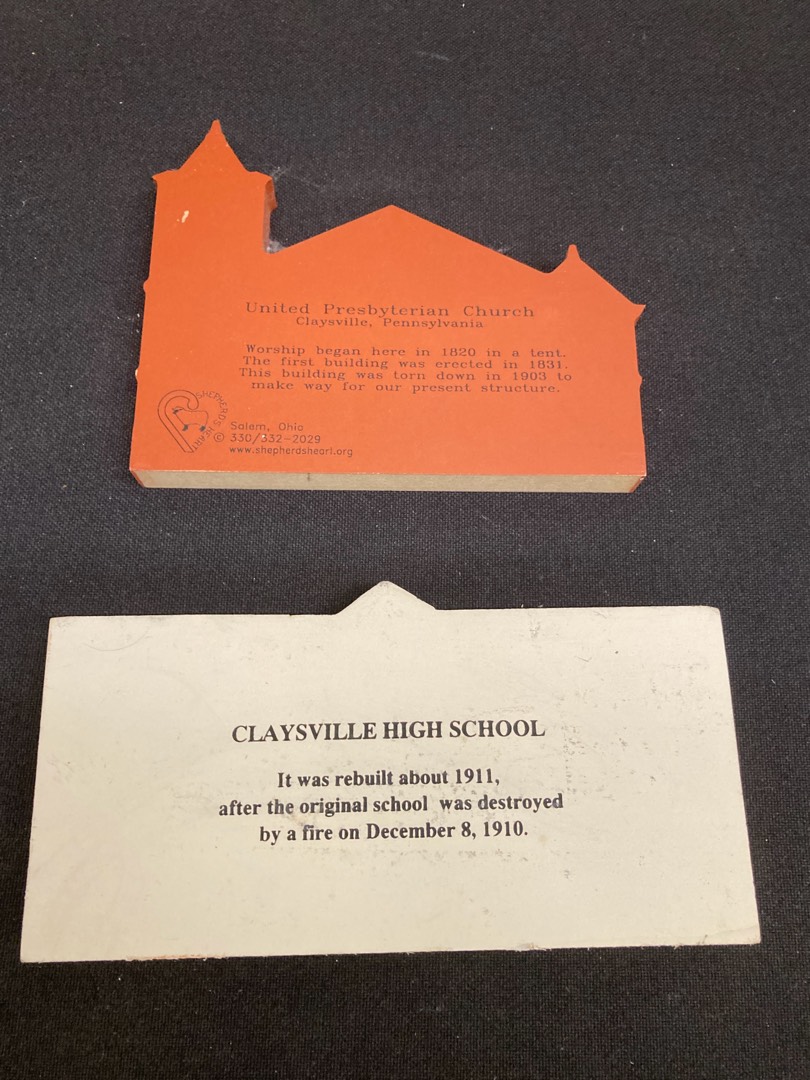 United Presbyterian Church
Claysville, Pennsylvania
Worship began here in 1820 in a tent.
The first building was erected in 1831.
This building was torn down in 1903 to
make way for our present structure.
SHEPHERD'S HEART
©
Salem, Ohio
330/332-2029
www.shepherdsheart.org
CLAYSVILLE HIGH SCHOOL
It was rebuilt about 1911,
after the original school was destroyed
by a fire on December 8, 1910.